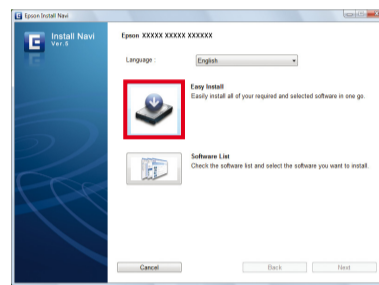 Epson Install Navi
Install Navi
Ver.5
Epson XXXXX XXXXX XXXXXX
Language :
English
Easy Install
Easily install all of your required and selected software in one go.
Software List
Check the software list and select the software you want to install.
Cancel
Back
Next